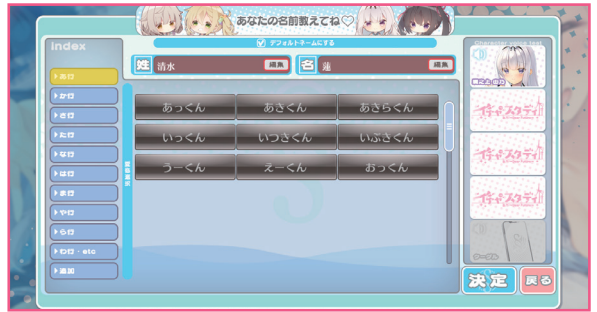 あなたの名前教えてね♡
Index
デフォルトネームにする
姓 清水 編集 名 蓮 編集
あ行
か行
さ行
た行
な行
は行
ま行
や行
ら行
わ行・etc
追加
あっくん あきくん あきらくん
いっくん いつきくん いぶきくん
うーくん えーくん おっくん
決定 戻る